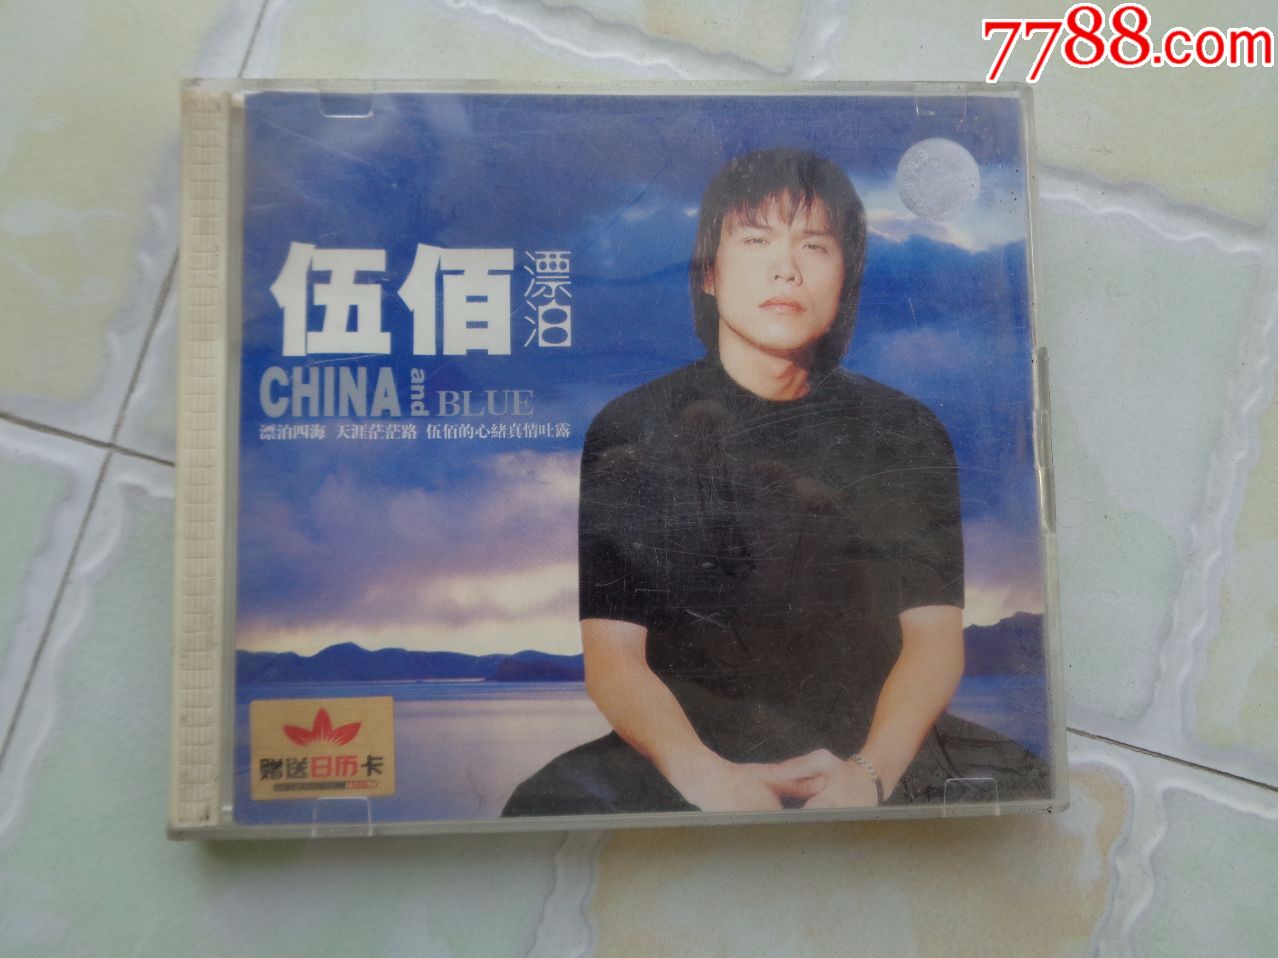 7788.com
伍佰 漂泊
CHINA and BLUE
漂泊四海 天涯茫茫路 伍佰的心緒真情吐露
赠送日历卡